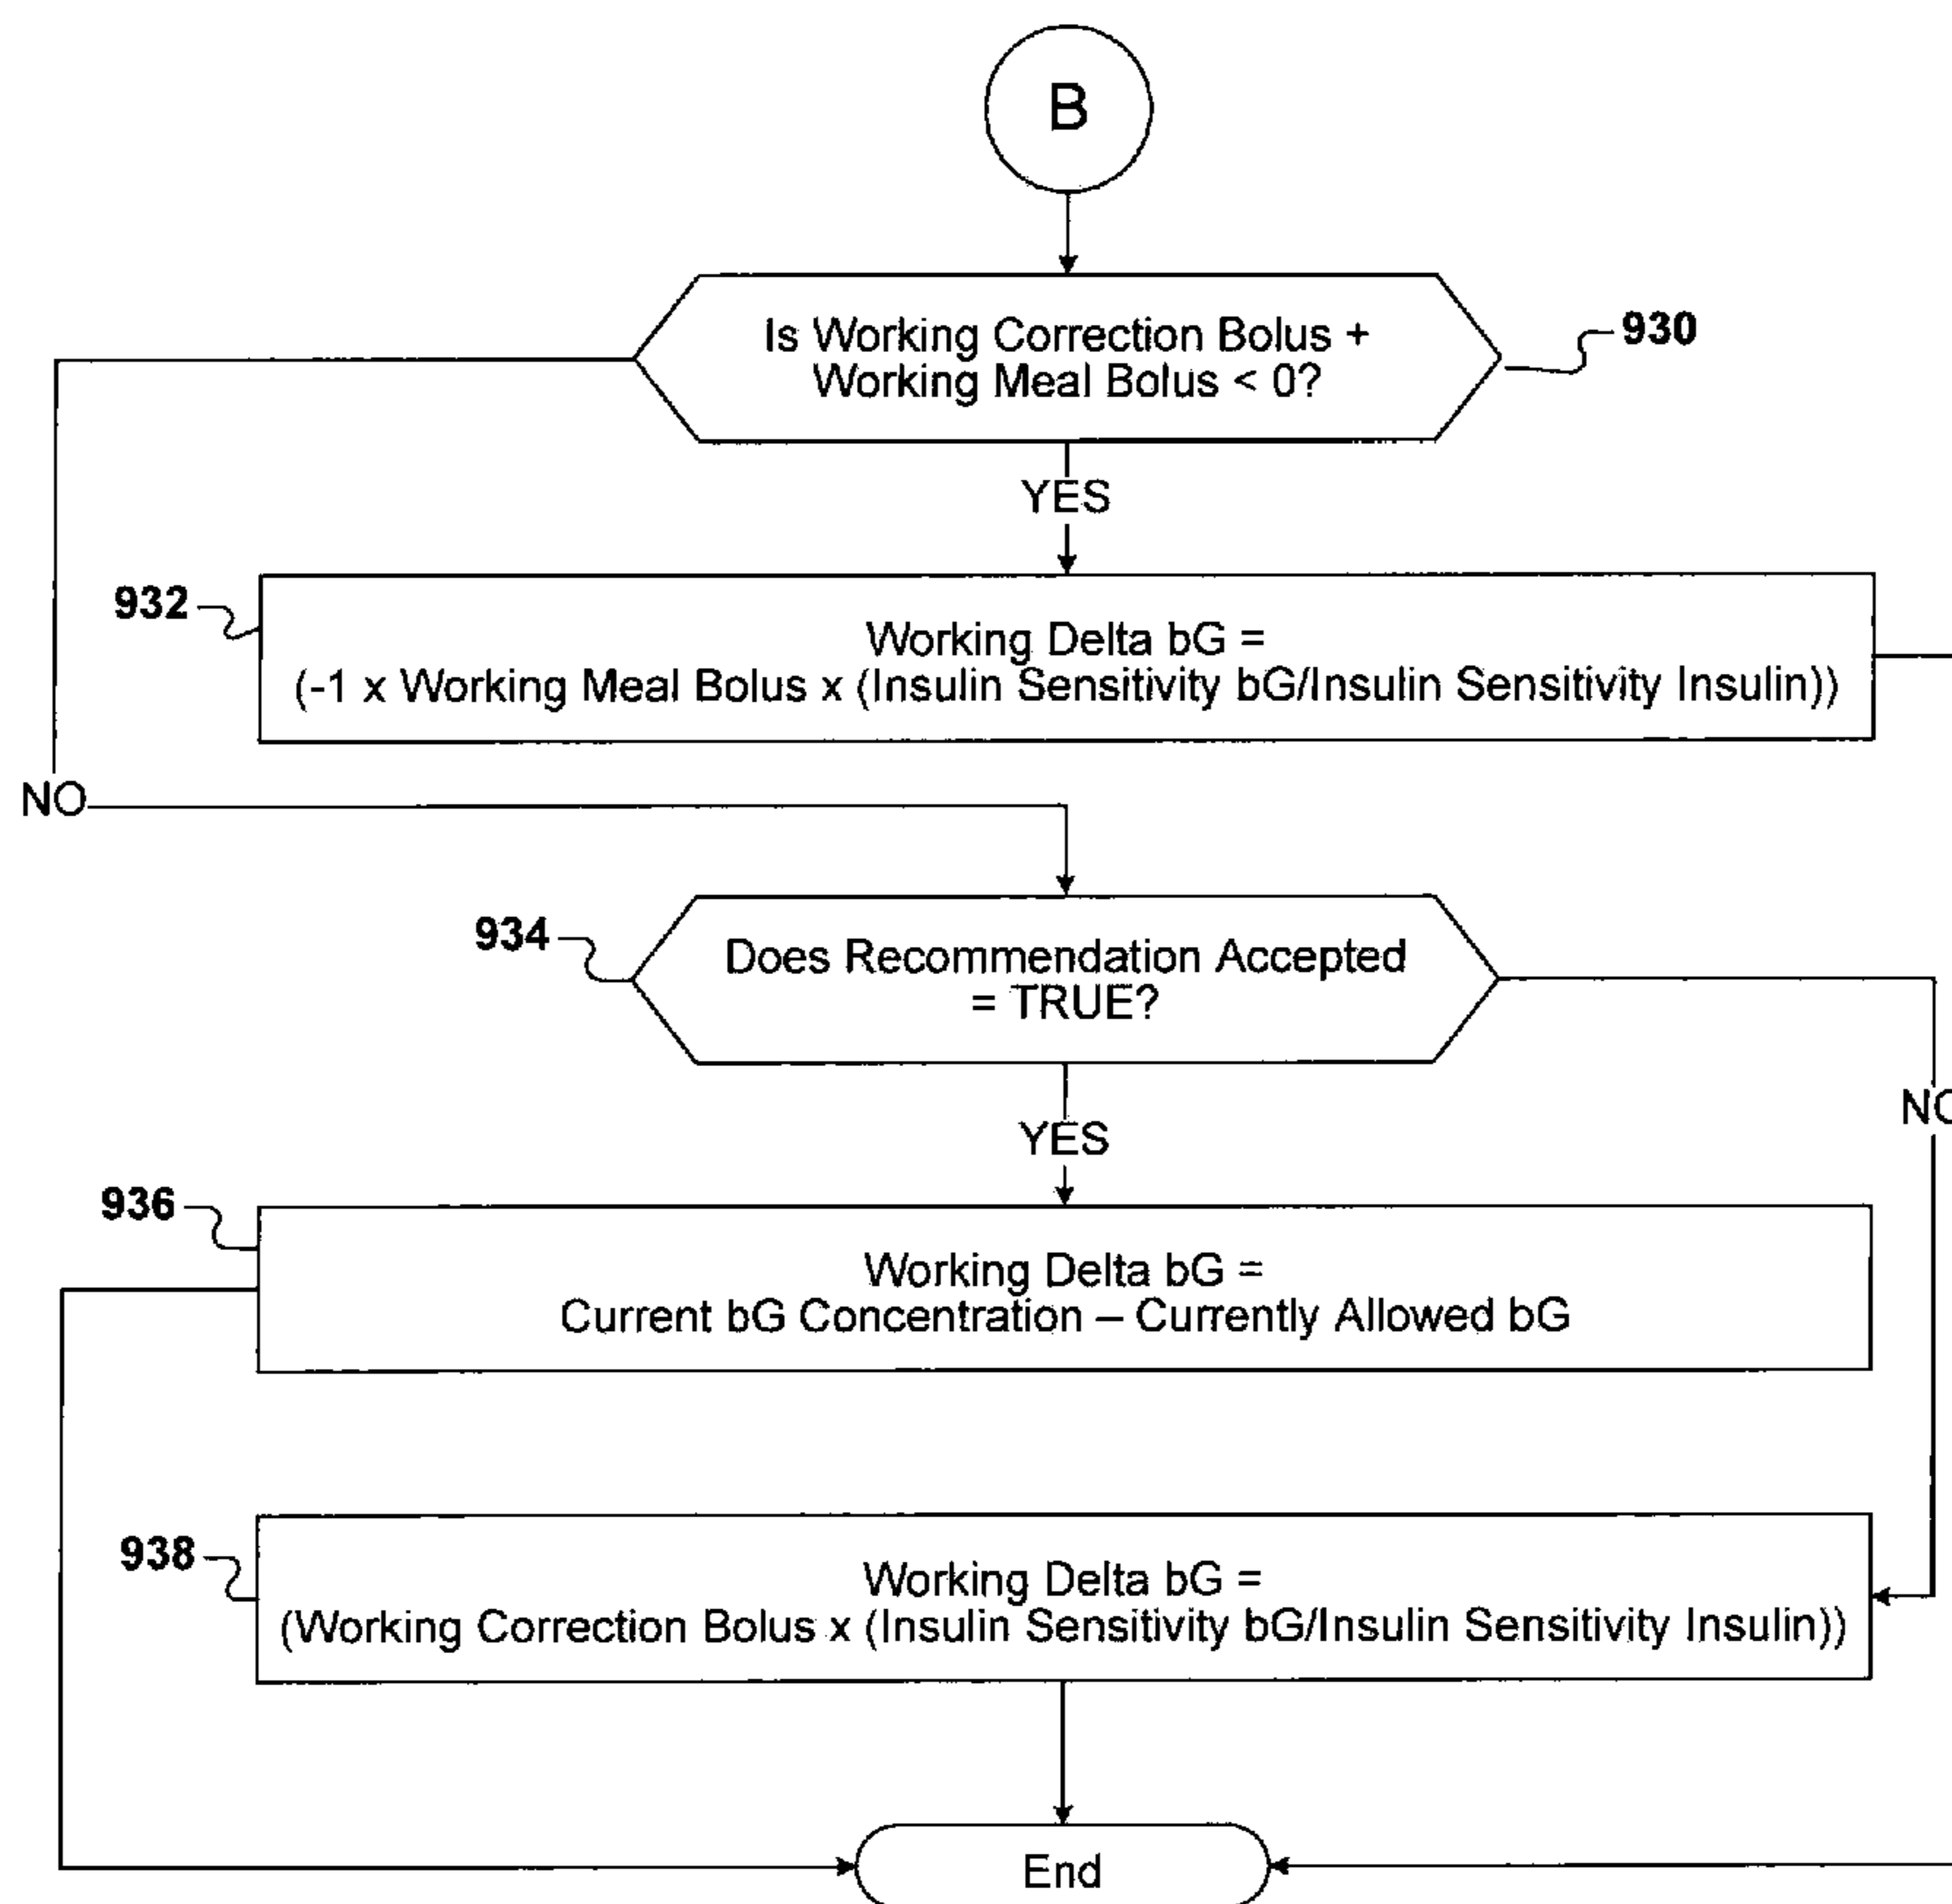 B
Is Working Correction Bolus +
Working Meal Bolus < 0?
930
YES
932
Working Delta bG =
(-1 x Working Meal Bolus x (Insulin Sensitivity bG/Insulin Sensitivity Insulin))
NO
934
Does Recommendation Accepted
= TRUE?
NO
YES
936
Working Delta bG =
Current bG Concentration – Currently Allowed bG
938
Working Delta bG =
(Working Correction Bolus x (Insulin Sensitivity bG/Insulin Sensitivity Insulin))
End